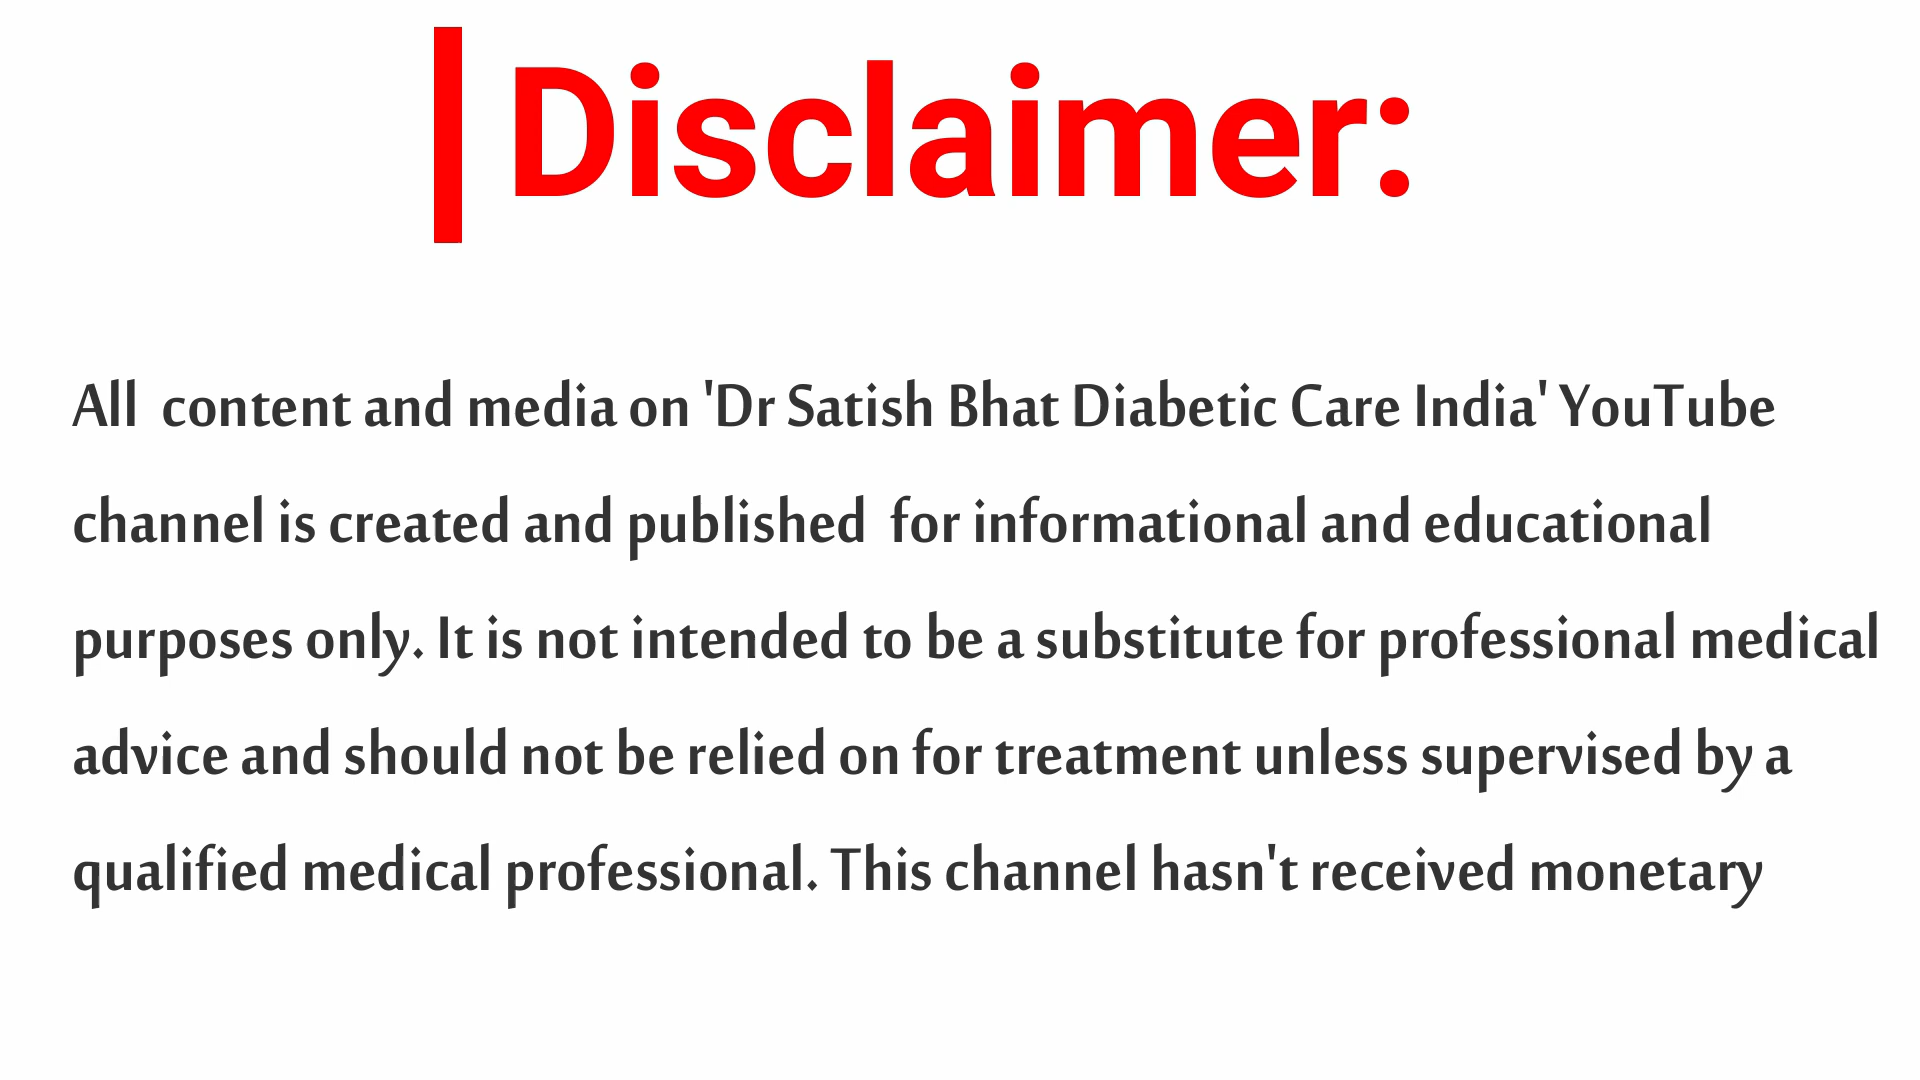 Disclaimer:
All content and media on 'Dr Satish Bhat Diabetic Care India' YouTube
channel is created and published for informational and educational
purposes only. It is not intended to be a substitute for professional medical
advice and should not be relied on for treatment unless supervised by a
qualified medical professional. This channel hasn't received monetary